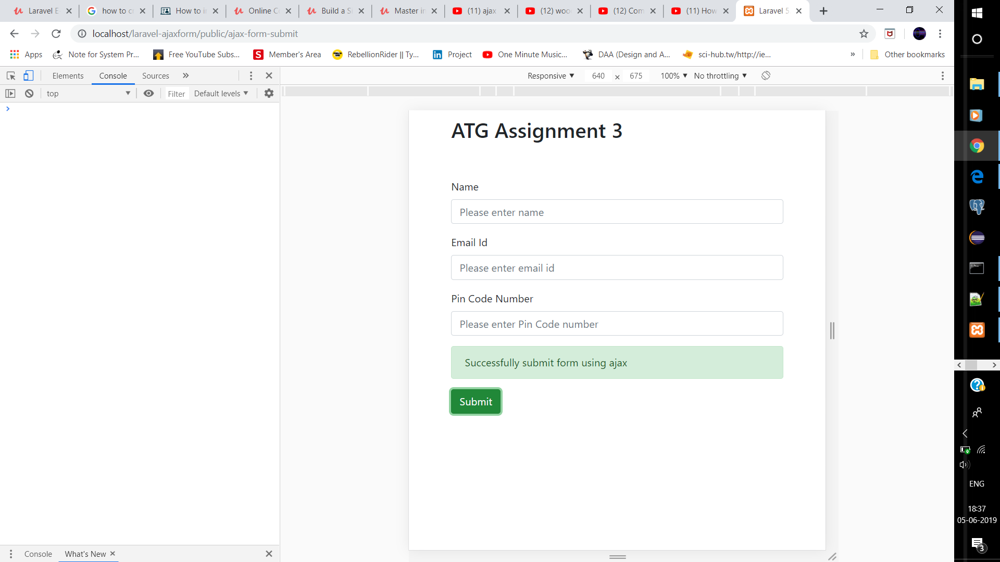 Laravel E- how to cr How to i Online Co Build a Si Master in (11) ajax (12) woo (12) Com (11) How Laravel 5
localhost/laravel-ajaxform/public/ajax-form-submit
Apps Note for System Pr... Free YouTube Subs... Member's Area RebellionRider || Ty... Project One Minute Music... DAA (Design and A... sci-hub.tw/http://ie... » Other bookmarks
Elements Console Sources »
Responsive 640 × 675 100% No throttling
top Filter Default levels
ATG Assignment 3
Name
Please enter name
Email Id
Please enter email id
Pin Code Number
Please enter Pin Code number
Successfully submit form using ajax
Submit
Console What's New
ENG
18:37
05-06-2019
3